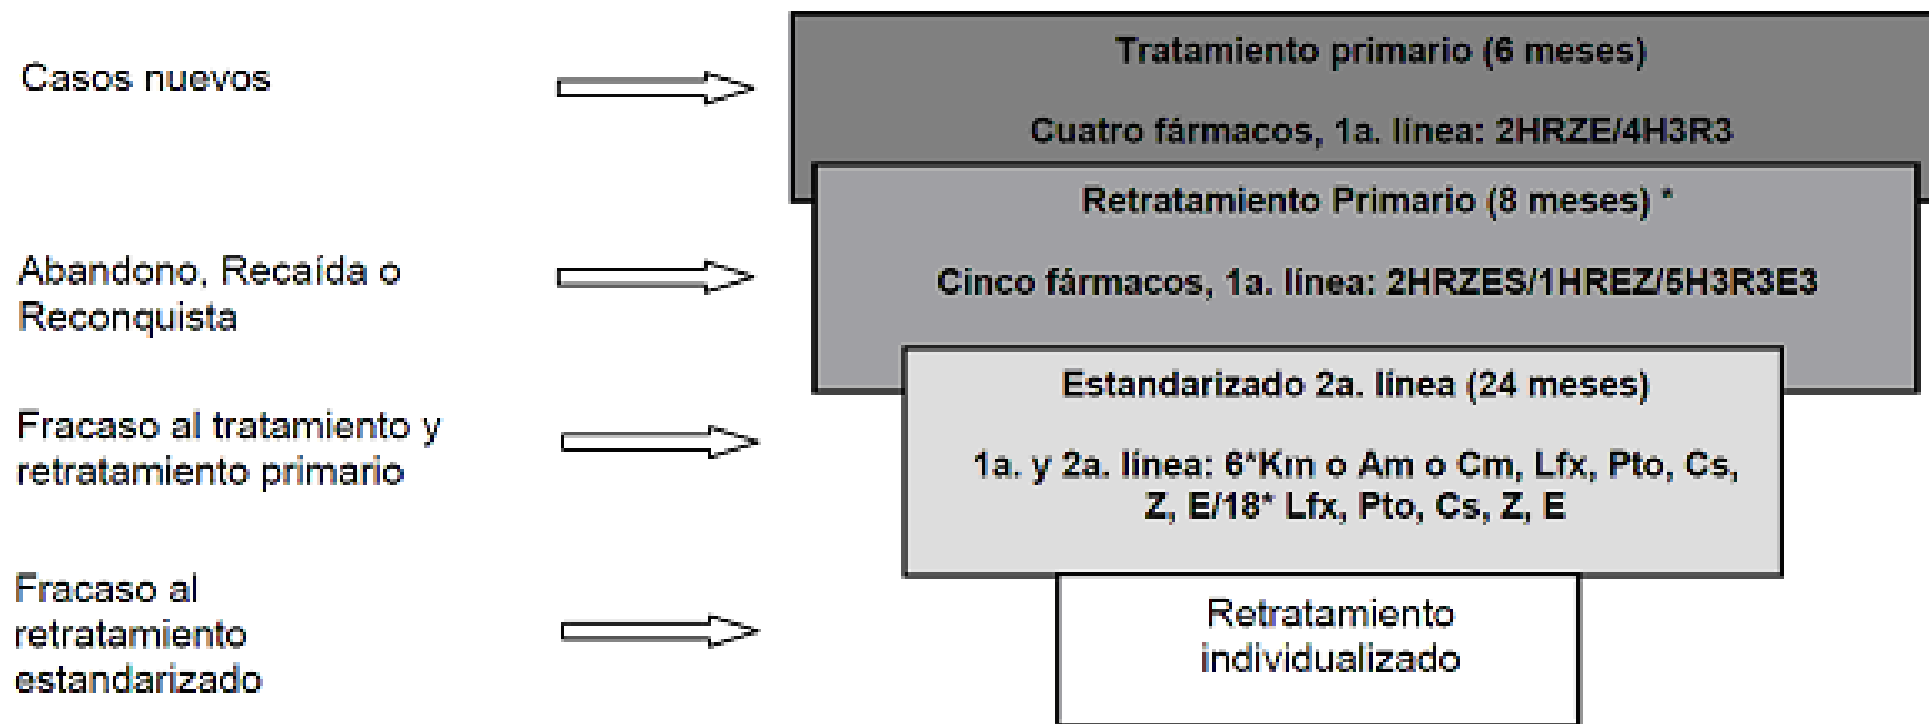 Casos nuevos
Tratamiento primario (6 meses)
Cuatro fármacos, 1a. línea: 2HRZE/4H3R3
Abandono, Recaída o
Reconquista
Retratamiento Primario (8 meses) *
Cinco fármacos, 1a. línea: 2HRZES/1HREZ/5H3R3E3
Fracaso al tratamiento y
retratamiento primario
Estandarizado 2a. línea (24 meses)
1a. y 2a. línea: 6*Km o Am o Cm, Lfx, Pto, Cs,
Z, E/18* Lfx, Pto, Cs, Z, E
Fracaso al
retratamiento
estandarizado
Retratamiento
individualizado